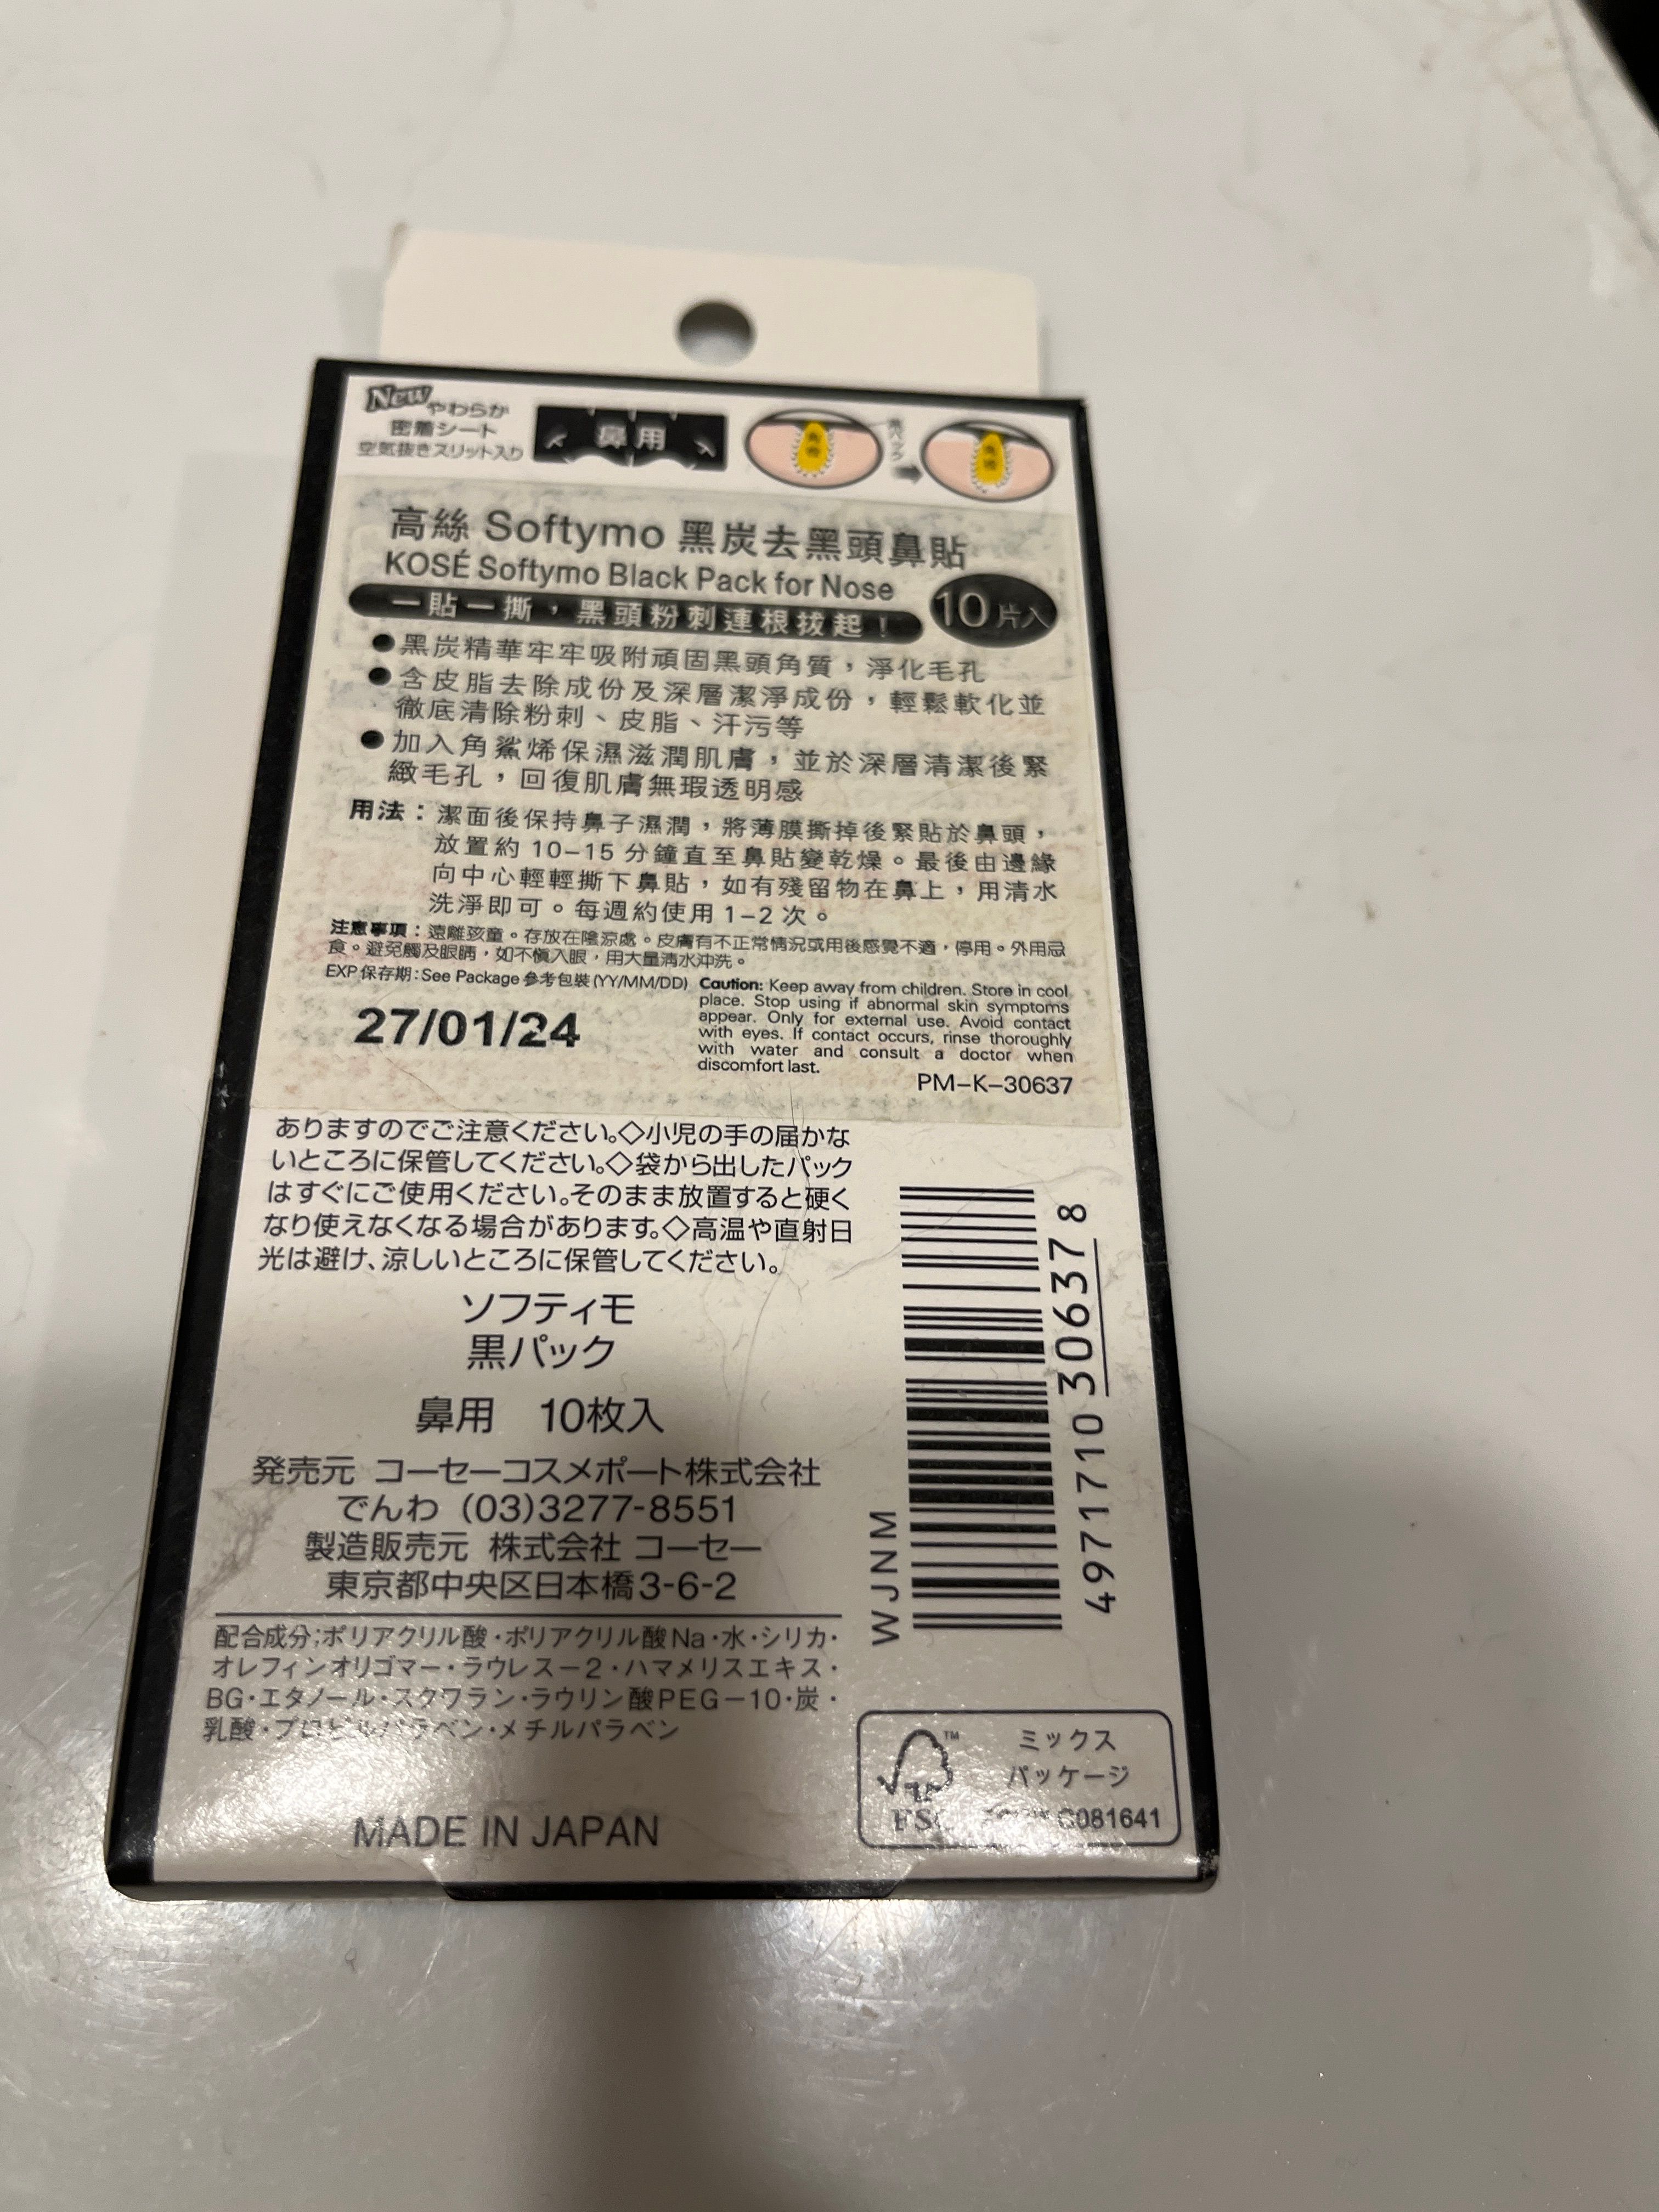 New
やわらか
密着シート
空気抜きスリット入り
鼻用
角栓
黒パック
角栓
高絲 Softymo 黑炭去黑頭鼻貼
KOSÉ Softymo Black Pack for Nose
一貼一撕，黑頭粉刺連根拔起！
10片入
●黑炭精華牢牢吸附頑固黑頭角質，淨化毛孔
●含皮脂去除成份及深層潔淨成份，輕鬆軟化並
徹底清除粉刺、皮脂、汗污等
●加入角鯊烯保濕滋潤肌膚，並於深層清潔後緊
緻毛孔，回復肌膚無瑕透明感
用法：潔面後保持鼻子濕潤，將薄膜撕掉後緊貼於鼻頭，
放置約 10–15 分鐘直至鼻貼變乾燥。最後由邊緣
向中心輕輕撕下鼻貼，如有殘留物在鼻上，用清水
洗淨即可。每週約使用 1–2 次。
注意事項：遠離孩童。存放在陰涼處。皮膚有不正常情況或用後感覺不適，停用。外用忌
食。避免觸及眼睛，如不慎入眼，用大量清水沖洗。
EXP 保存期：See Package 參考包裝 (YY/MM/DD)
27/01/24
Caution: Keep away from children. Store in cool
place. Stop using if abnormal skin symptoms
appear. Only for external use. Avoid contact
with eyes. If contact occurs, rinse thoroughly
with water and consult a doctor when
discomfort last.
PM–K–30637
ありますのでご注意ください。◇小児の手の届かな
いところに保管してください。◇袋から出したパック
はすぐにご使用ください。そのまま放置すると硬く
なり使えなくなる場合があります。◇高温や直射日
光は避け、涼しいところに保管してください。
ソフティモ
黒パック
鼻用　10枚入
発売元 コーセーコスメポート株式会社
でんわ (03)3277-8551
製造販売元 株式会社 コーセー
東京都中央区日本橋3-6-2
配合成分；ポリアクリル酸・ポリアクリル酸Na・水・シリカ・
オレフィンオリゴマー・ラウレス－2・ハマメリスエキス・
BG・エタノール・スクワラン・ラウリン酸PEG－10・炭・
乳酸・プロピルパラベン・メチルパラベン
MADE IN JAPAN
WJNM
4971710 306378
ミックス
パッケージ
FSC C081641